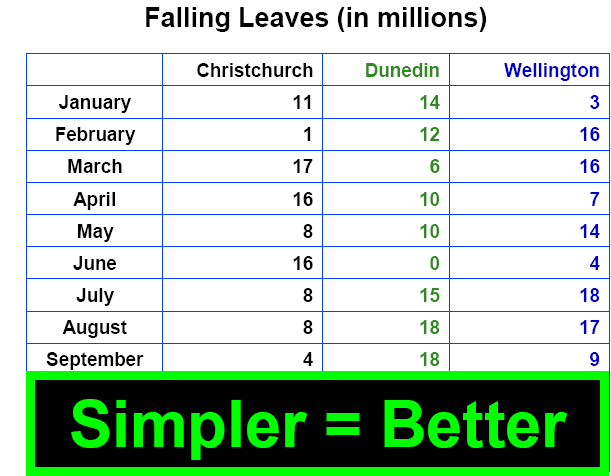 Falling Leaves (in millions)
Christchurch Dunedin Wellington
January 11 14 3
February 1 12 16
March 17 6 16
April 16 10 7
May 8 10 14
June 16 0 4
July 8 15 18
August 8 18 17
September 4 18 9
Simpler = Better